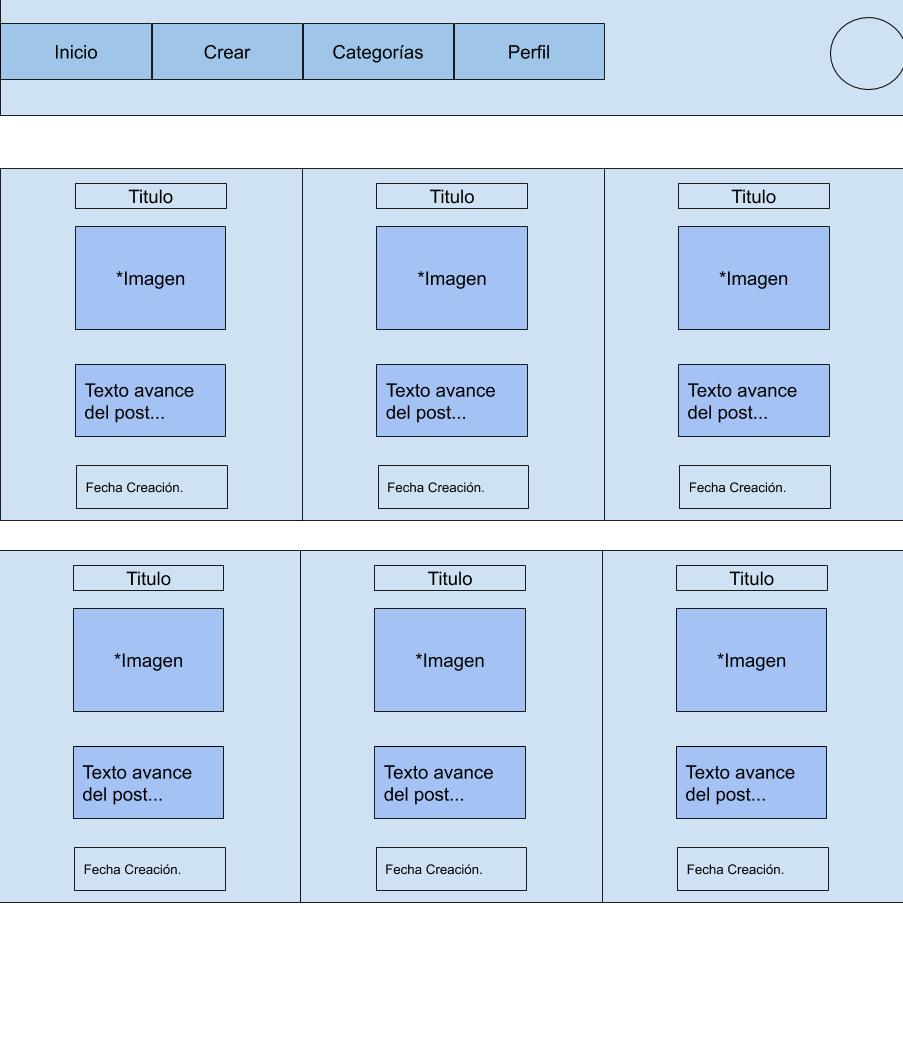 Inicio
Crear
Categorías
Perfil
Titulo
Titulo
Titulo
*Imagen
*Imagen
*Imagen
Texto avance
del post...
Texto avance
del post...
Texto avance
del post...
Fecha Creación.
Fecha Creación.
Fecha Creación.
Titulo
Titulo
Titulo
*Imagen
*Imagen
*Imagen
Texto avance
del post...
Texto avance
del post...
Texto avance
del post...
Fecha Creación.
Fecha Creación.
Fecha Creación.